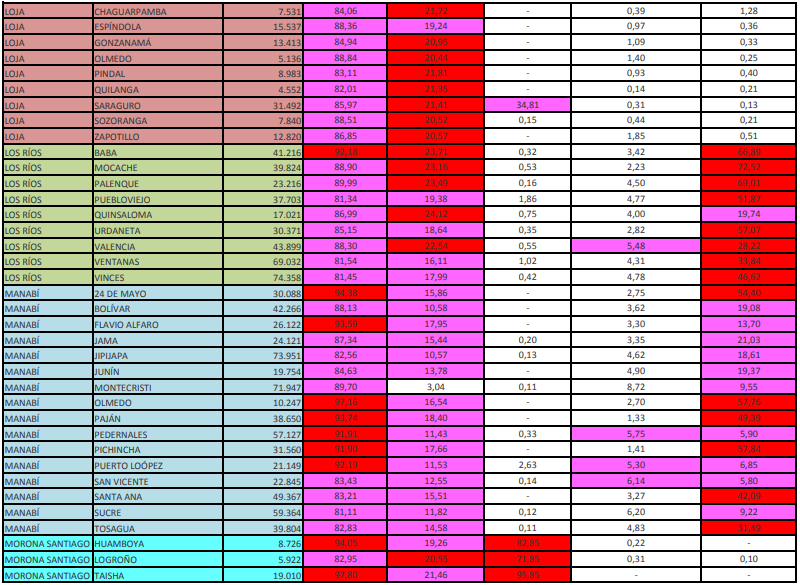 LOJA CHAGUARPAMBA 7.531 84,06 21,72 - 0,39 1,28
LOJA ESPÍNDOLA 15.537 88,36 19,24 - 0,97 0,36
LOJA GONZANAMÁ 13.413 84,94 20,95 - 1,09 0,33
LOJA OLMEDO 5.136 88,84 20,44 - 1,40 0,25
LOJA PINDAL 8.983 83,11 21,81 - 0,93 0,40
LOJA QUILANGA 4.552 82,01 21,35 - 0,14 0,21
LOJA SARAGURO 31.492 85,97 21,41 34,81 0,31 0,13
LOJA SOZORANGA 7.840 88,51 20,52 0,15 0,44 0,21
LOJA ZAPOTILLO 12.820 86,85 20,57 - 1,85 0,51
LOS RÍOS BABA 41.216 92,18 23,71 0,32 3,42 66,89
LOS RÍOS MOCACHE 39.824 88,90 23,16 0,53 2,23 72,52
LOS RÍOS PALENQUE 23.216 89,99 23,49 0,16 4,50 69,01
LOS RÍOS PUEBLOVIEJO 37.703 81,34 19,38 1,86 4,77 51,87
LOS RÍOS QUINSALOMA 17.021 86,99 24,12 0,75 4,00 19,74
LOS RÍOS URDANETA 30.371 85,15 18,64 0,35 2,82 57,07
LOS RÍOS VALENCIA 43.899 88,30 22,54 0,55 5,48 28,22
LOS RÍOS VENTANAS 69.032 81,54 16,11 1,02 4,31 33,84
LOS RÍOS VINCES 74.358 81,45 17,99 0,42 4,78 46,62
MANABÍ 24 DE MAYO 30.088 94,38 15,86 - 2,75 54,40
MANABÍ BOLÍVAR 42.266 88,13 10,58 - 3,62 19,08
MANABÍ FLAVIO ALFARO 26.122 93,59 17,95 - 3,30 13,70
MANABÍ JAMA 24.121 87,34 15,44 0,20 3,35 21,03
MANABÍ JIPIJAPA 73.951 82,56 10,57 0,13 4,62 18,61
MANABÍ JUNÍN 19.754 84,63 13,78 - 4,90 19,37
MANABÍ MONTECRISTI 71.947 89,70 3,04 0,11 8,72 9,55
MANABÍ OLMEDO 10.247 97,16 16,54 - 2,70 57,76
MANABÍ PAJÁN 38.650 93,74 18,40 - 1,33 49,39
MANABÍ PEDERNALES 57.127 91,91 11,43 0,33 5,75 5,90
MANABÍ PICHINCHA 31.560 91,90 17,66 - 1,41 57,84
MANABÍ PUERTO LOÓPEZ 21.149 92,19 11,53 2,63 5,30 6,85
MANABÍ SAN VICENTE 22.845 83,43 12,55 0,14 6,14 5,80
MANABÍ SANTA ANA 49.367 83,21 15,51 - 3,27 42,09
MANABÍ SUCRE 59.364 81,11 11,82 0,12 6,20 9,22
MANABÍ TOSAGUA 39.804 82,83 14,58 0,11 4,83 31,49
MORONA SANTIAGO HUAMBOYA 8.726 94,05 19,26 82,85 0,22 -
MORONA SANTIAGO LOGROÑO 5.922 82,95 20,55 71,85 0,31 0,10
MORONA SANTIAGO TAISHA 19.010 97,80 21,46 95,85 - -